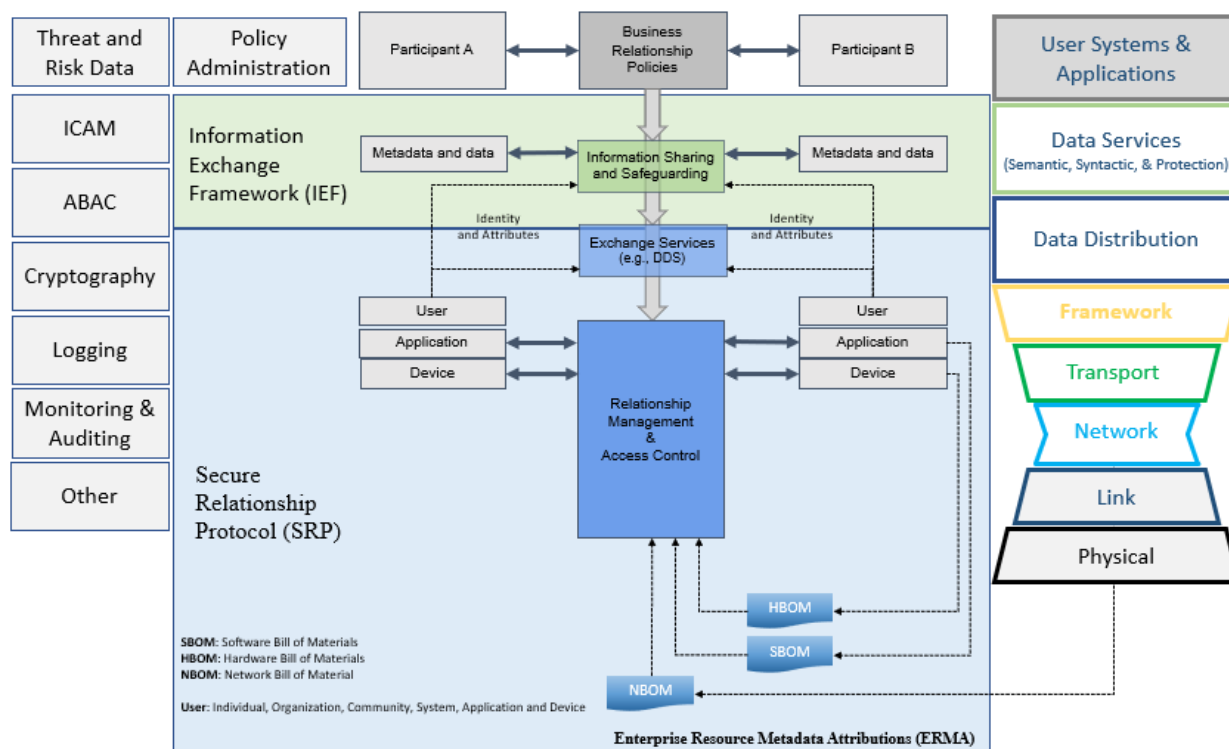 Threat and
Risk Data
Policy
Administration
Participant A
Business
Relationship
Policies
Participant B
User Systems &
Applications
ICAM
ABAC
Cryptography
Logging
Monitoring &
Auditing
Other
Information
Exchange
Framework (IEF)
Metadata and data
Information Sharing
and Safeguarding
Metadata and data
Identity
and Attributes
Identity
and Attributes
Exchange Services
(e.g., DDS)
User
Application
Device
User
Application
Device
Relationship
Management
&
Access Control
Secure
Relationship
Protocol (SRP)
HBOM
SBOM
NBOM
SBOM: Software Bill of Materials
HBOM: Hardware Bill of Materials
NBOM: Network Bill of Material
User: Individual, Organization, Community, System, Application and Device
Enterprise Resource Metadata Attributions (ERMA)
Data Services
(Semantic, Syntactic, & Protection)
Data Distribution
Framework
Transport
Network
Link
Physical